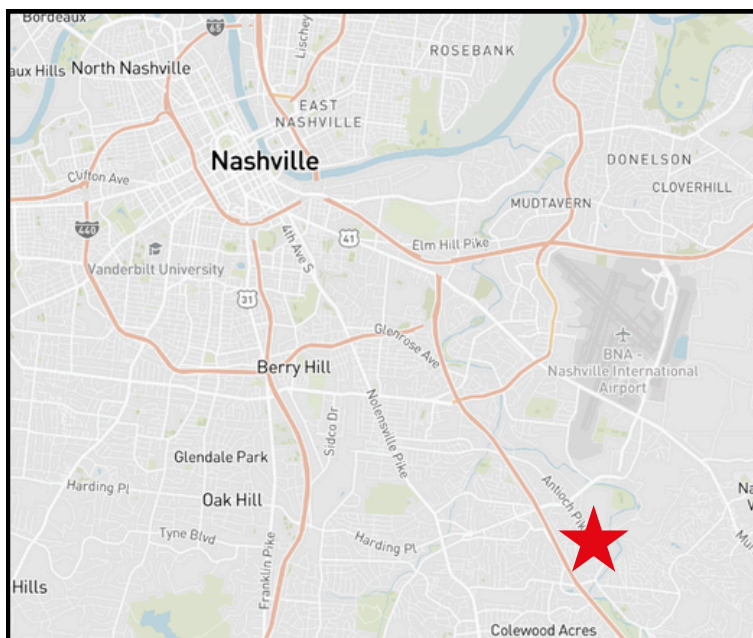 Bordeaux
65
Lischey
ROSEBANK
aux Hills
North Nashville
EAST
NASHVILLE
Nashville
DONELSON
Clifton Ave
CLOVERHILL
MUDTAVERN
440
4th Ave S
41
Elm Hill Pike
Vanderbilt University
31
Glenrose Ave
BNA -
Nashville International
Airport
Berry Hill
Nolensville Pike
Sidco Dr
Glendale Park
Harding Pl
Oak Hill
Antioch Pike
Na
Tyne Blvd
Harding Pl
Franklin Pike
Hills
Colewood Acres